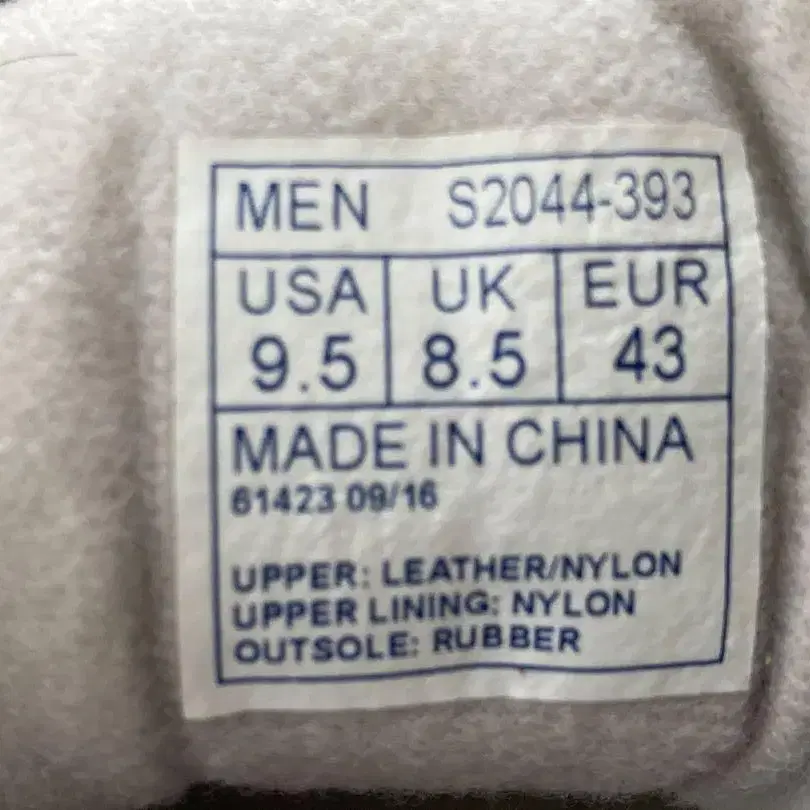 MEN S2044-393
USA UK EUR
9.5 8.5 43
MADE IN CHINA
61423 09/16
UPPER: LEATHER/NYLON
UPPER LINING: NYLON
OUTSOLE: RUBBER